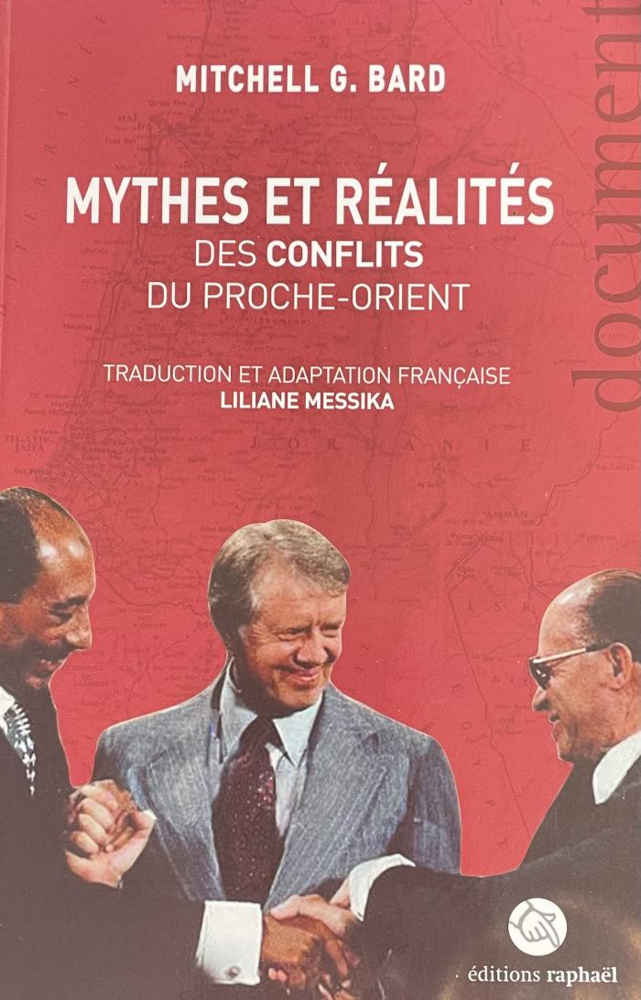 MITCHELL G. BARD
MYTHES ET RÉALITÉS
DES CONFLITS
DU PROCHE-ORIENT
TRADUCTION ET ADAPTATION FRANÇAISE
LILIANE MESSIKA
document
TEL-AVIV
JAFFA
JORDANIE
AMMAN
éditions raphaël